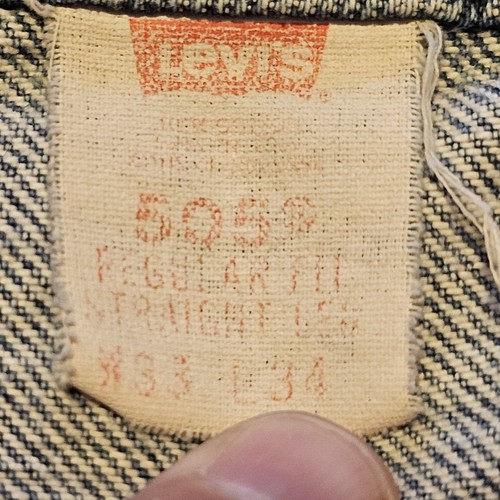 Levi's
®
505®
REGULAR FIT
STRAIGHT LEG
W33 L34